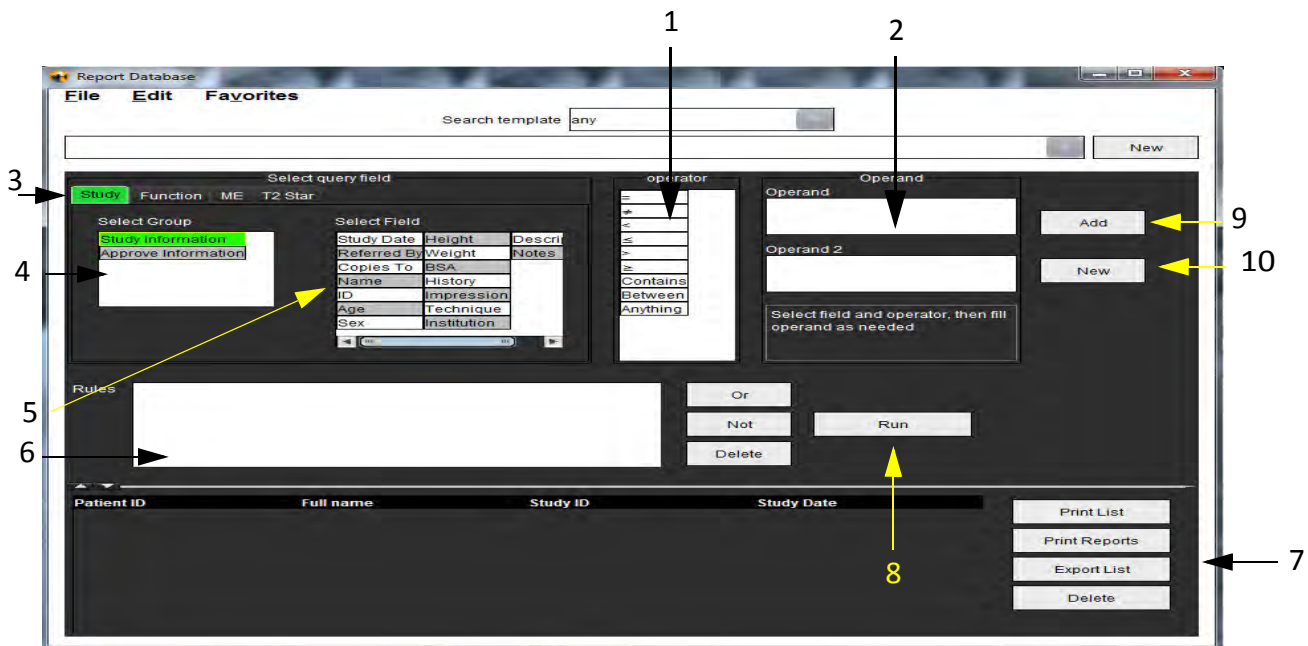 1
2
Report Database
File Edit Favorites
Search template any
New
3
Select query field
operator
Operand
Study Function ME T2 Star
Select Group
Study Information
Approve Information
4
Select Field
Study Date Height Descri
Referred By Weight Notes
Copies To BSA
Name History
ID Impression
Age Technique
Sex Institution
5
=
≠
<
≤
>
≥
Contains
Between
Anything
Operand
Operand 2
Select field and operator, then fill
operand as needed
Add
9
New
10
Rules
6
Or
Not
Delete
Run
8
Patient ID Full name Study ID Study Date
Print List
Print Reports
Export List
Delete
7